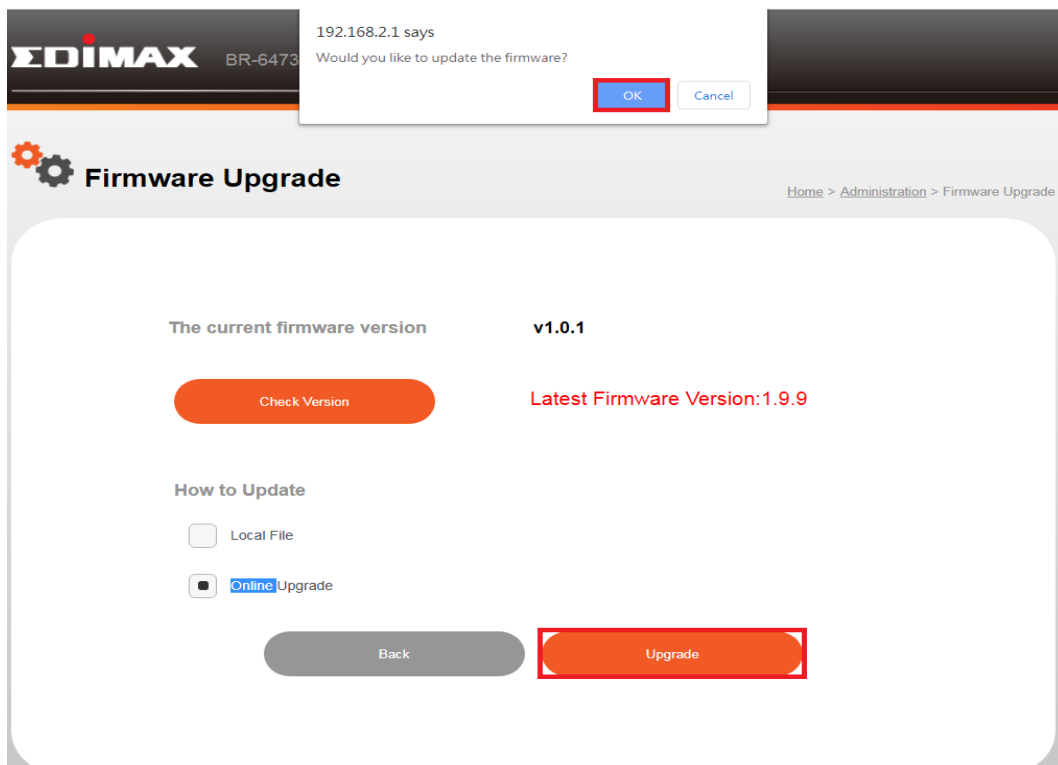 192.168.2.1 says
EDiMAX BR-6473
Would you like to update the firmware?
OK Cancel
Firmware Upgrade
Home > Administration > Firmware Upgrade
The current firmware version v1.0.1
Check Version Latest Firmware Version:1.9.9
How to Update
Local File
Online Upgrade
Back Upgrade